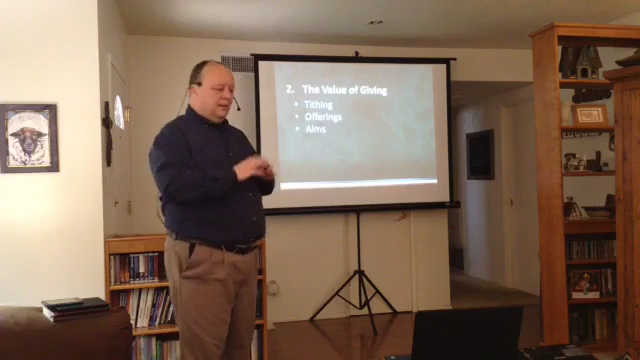 2. The Value of Giving
• Tithing
• Offerings
• Alms